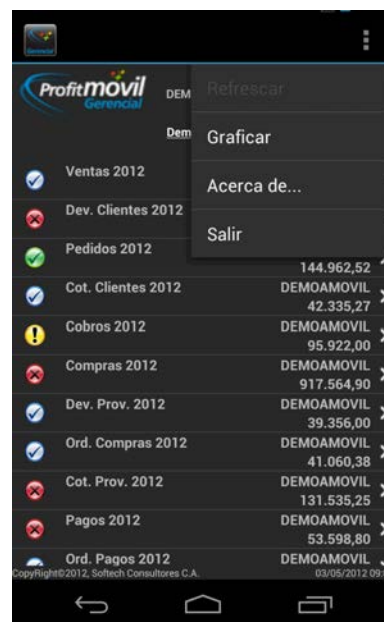 Gerencial
Profitmóvil
Gerencial
DEM
Dem
Refrescar
Graficar
Acerca de...
Salir
Ventas 2012
Dev. Clientes 2012
Pedidos 2012
144.962,52
Cot. Clientes 2012 DEMOAMOVIL
42.335,27
Cobros 2012 DEMOAMOVIL
95.922,00
Compras 2012 DEMOAMOVIL
917.564,90
Dev. Prov. 2012 DEMOAMOVIL
39.356,00
Ord. Compras 2012 DEMOAMOVIL
41.060,38
Cot. Prov. 2012 DEMOAMOVIL
131.535,25
Pagos 2012 DEMOAMOVIL
53.598,80
Ord. Pagos 2012 DEMOAMOVIL
CopyRight©2012, Softech Consultores C.A. 03/05/2012 09: